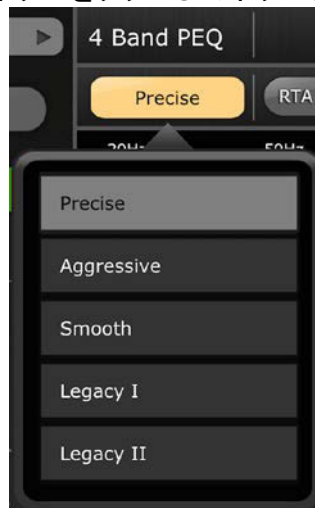 4 Band PEQ
Precise
RTA
20Hz
50Hz
Precise
Aggressive
Smooth
Legacy I
Legacy II